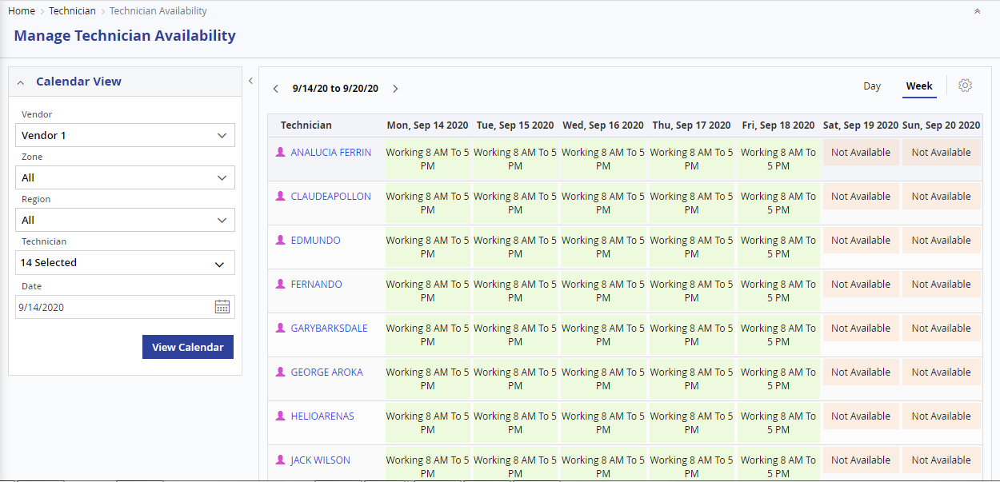 Home > Technician > Technician Availability
Manage Technician Availability
Calendar View
Vendor
Vendor 1
Zone
All
Region
All
Technician
14 Selected
Date
9/14/2020
View Calendar
9/14/20 to 9/20/20
Day Week
Technician Mon, Sep 14 2020 Tue, Sep 15 2020 Wed, Sep 16 2020 Thu, Sep 17 2020 Fri, Sep 18 2020 Sat, Sep 19 2020 Sun, Sep 20 2020
ANALUCIA FERRIN Working 8 AM To 5 Working 8 AM To 5 Working 8 AM To 5 Working 8 AM To 5 Working 8 AM To Not Available Not Available
PM PM PM PM 5 PM
CLAUDEAPOLLON Working 8 AM To 5 Working 8 AM To 5 Working 8 AM To 5 Working 8 AM To 5 Working 8 AM To Not Available Not Available
PM PM PM PM 5 PM
EDMUNDO Working 8 AM To 5 Working 8 AM To 5 Working 8 AM To 5 Working 8 AM To 5 Working 8 AM To Not Available Not Available
PM PM PM PM 5 PM
FERNANDO Working 8 AM To 5 Working 8 AM To 5 Working 8 AM To 5 Working 8 AM To 5 Working 8 AM To Not Available Not Available
PM PM PM PM 5 PM
GARYBARKSDALE Working 8 AM To 5 Working 8 AM To 5 Working 8 AM To 5 Working 8 AM To 5 Working 8 AM To Not Available Not Available
PM PM PM PM 5 PM
GEORGE AROKA Working 8 AM To 5 Working 8 AM To 5 Working 8 AM To 5 Working 8 AM To 5 Working 8 AM To Not Available Not Available
PM PM PM PM 5 PM
HELIOARENAS Working 8 AM To 5 Working 8 AM To 5 Working 8 AM To 5 Working 8 AM To 5 Working 8 AM To Not Available Not Available
PM PM PM PM 5 PM
JACK WILSON Working 8 AM To 5 Working 8 AM To 5 Working 8 AM To 5 Working 8 AM To 5 Working 8 AM To Not Available Not Available
PM PM PM PM 5 PM